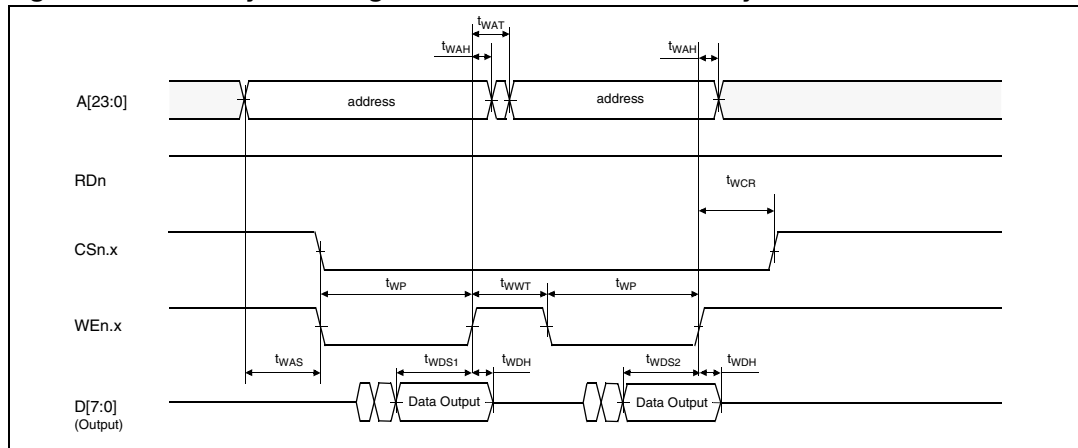 tWAT
tWAH tWAH
A[23:0] address address
RDn
tWCR
CSn.x
tWP tWWT tWP
WEn.x
tWAS tWDS1 tWDH tWDS2 tWDH
D[7:0] Data Output Data Output
(Output)